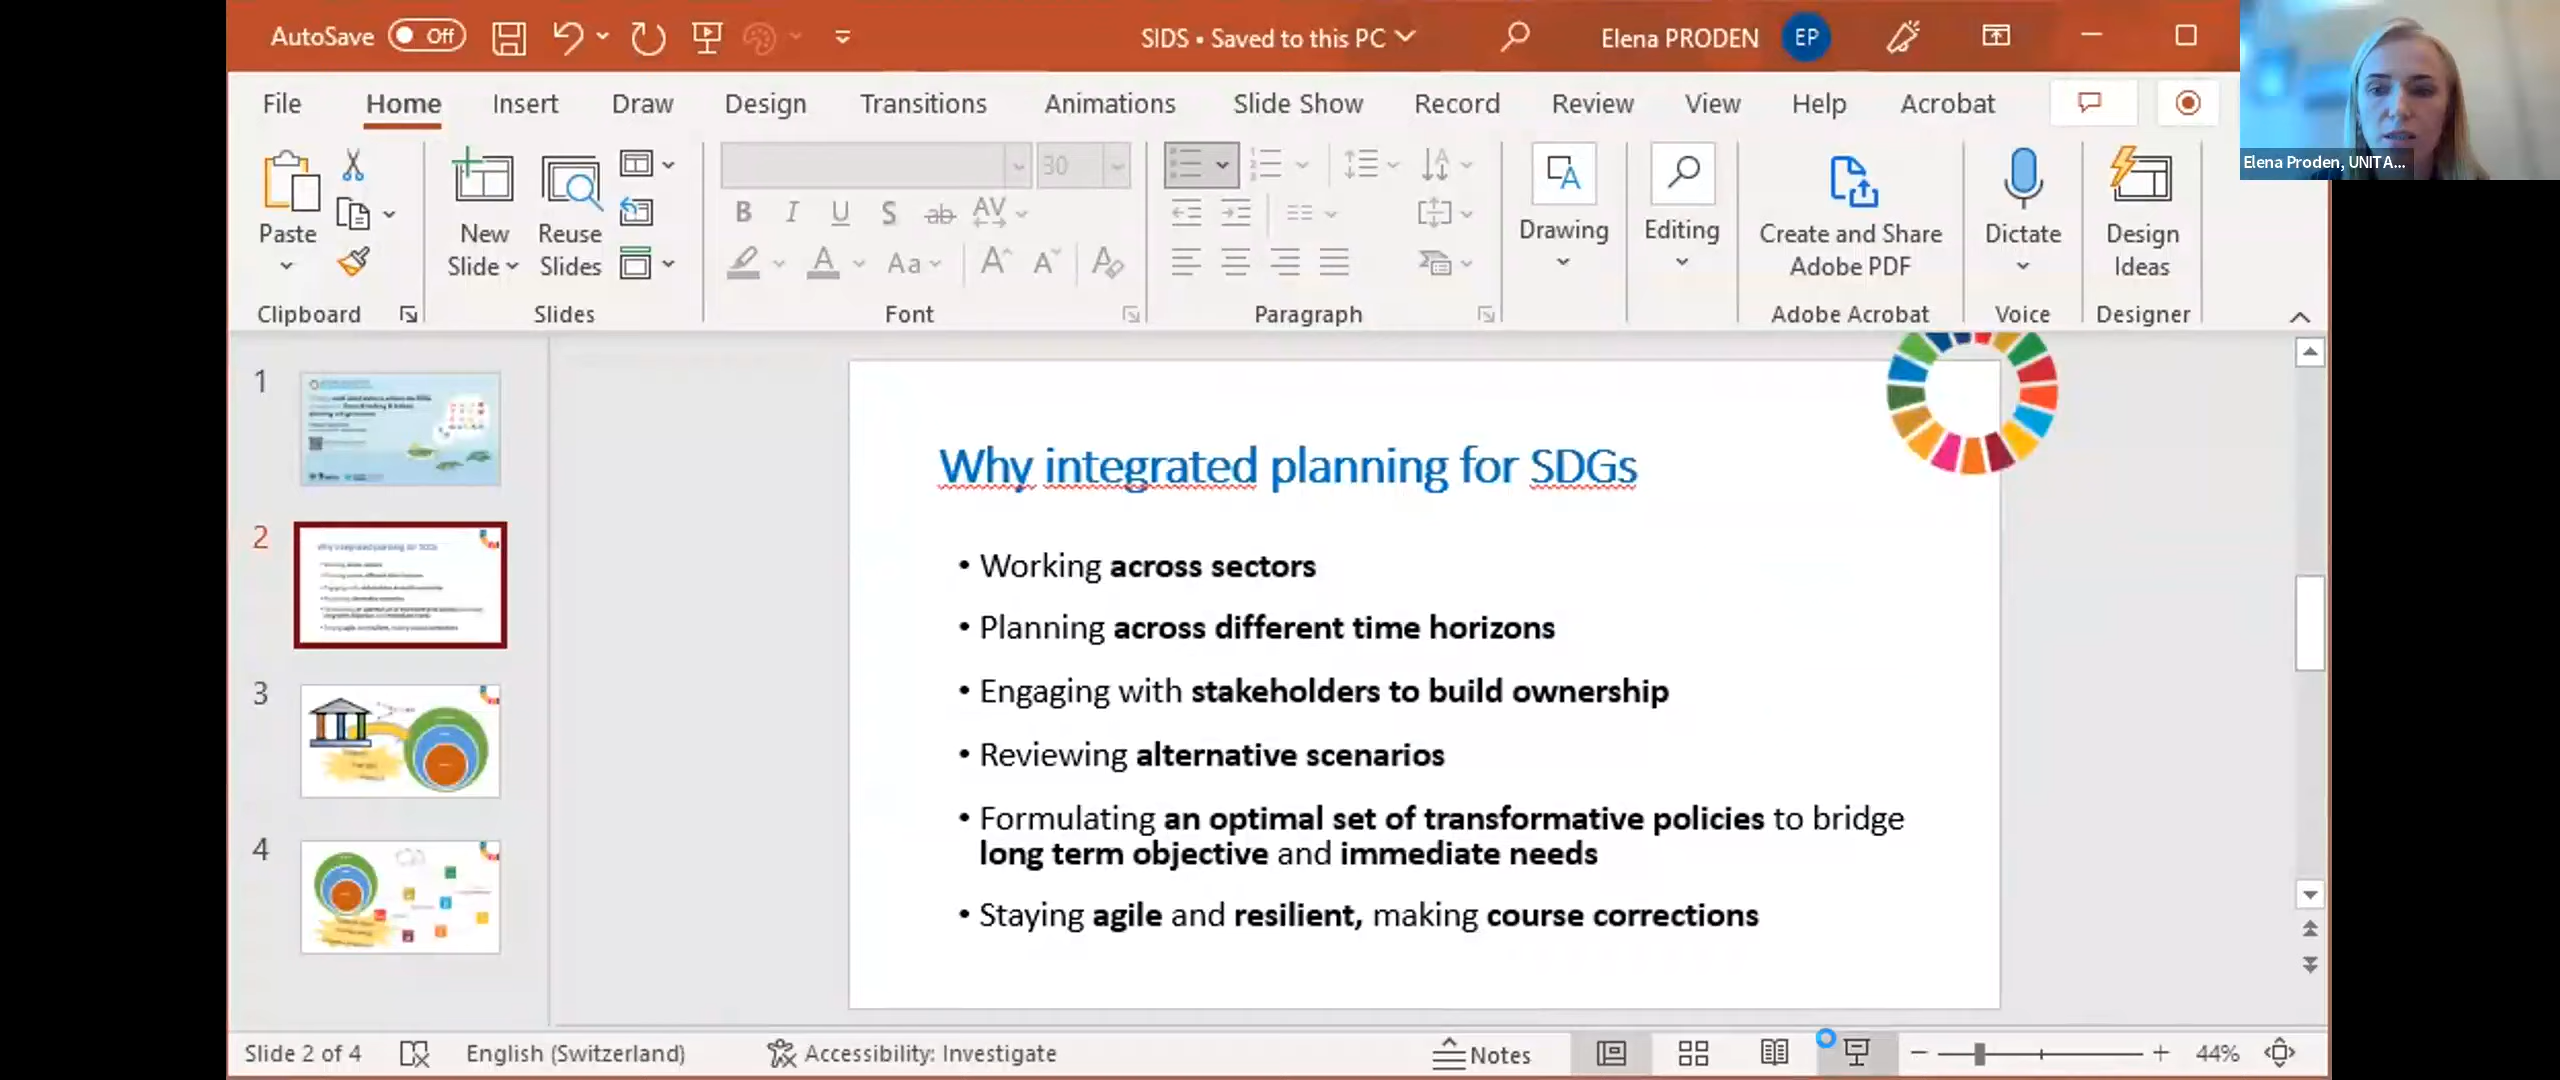 AutoSave Off SIDS • Saved to this PC Elena PRODEN EP
File Home Insert Draw Design Transitions Animations Slide Show Record Review View Help Acrobat
Elena Proden, UNITA...
30
Paste
New Slide
Reuse Slides
B I U S ab AV
A Aa A A A
Drawing
Editing
Create and Share Adobe PDF
Dictate
Design Ideas
Clipboard Slides Font Paragraph Adobe Acrobat Voice Designer
1
2
3
4
Why integrated planning for SDGs
• Working across sectors
• Planning across different time horizons
• Engaging with stakeholders to build ownership
• Reviewing alternative scenarios
• Formulating an optimal set of transformative policies to bridge
long term objective and immediate needs
• Staying agile and resilient, making course corrections
Slide 2 of 4 English (Switzerland) Accessibility: Investigate Notes 44%